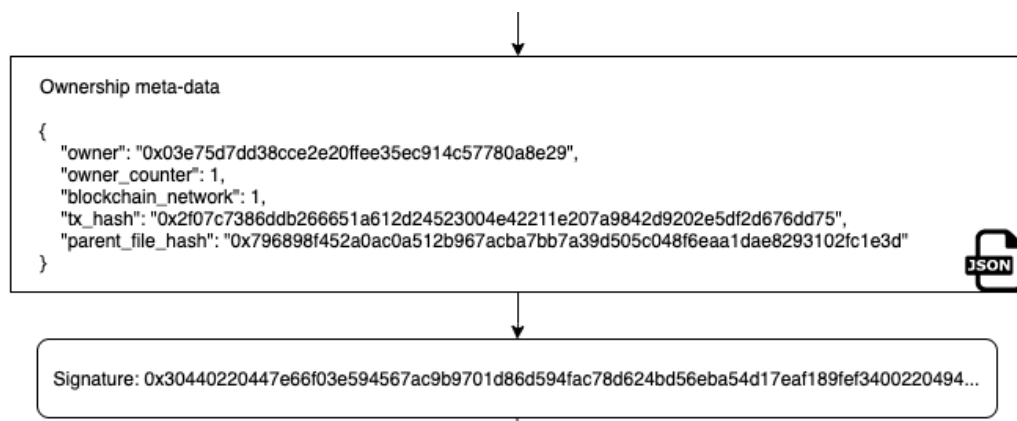 Ownership meta-data
{
"owner": "0x03e75d7dd38cce2e20ffee35ec914c57780a8e29",
"owner_counter": 1,
"blockchain_network": 1,
"tx_hash": "0x2f07c7386ddb266651a612d24523004e42211e207a9842d9202e5df2d676dd75",
"parent_file_hash": "0x796898f452a0ac0a512b967acba7bb7a39d505c048f6eaa1dae8293102fc1e3d"
}
JSON
Signature: 0x30440220447e66f03e594567ac9b9701d86d594fac78d624bd56eba54d17eaf189fef3400220494...